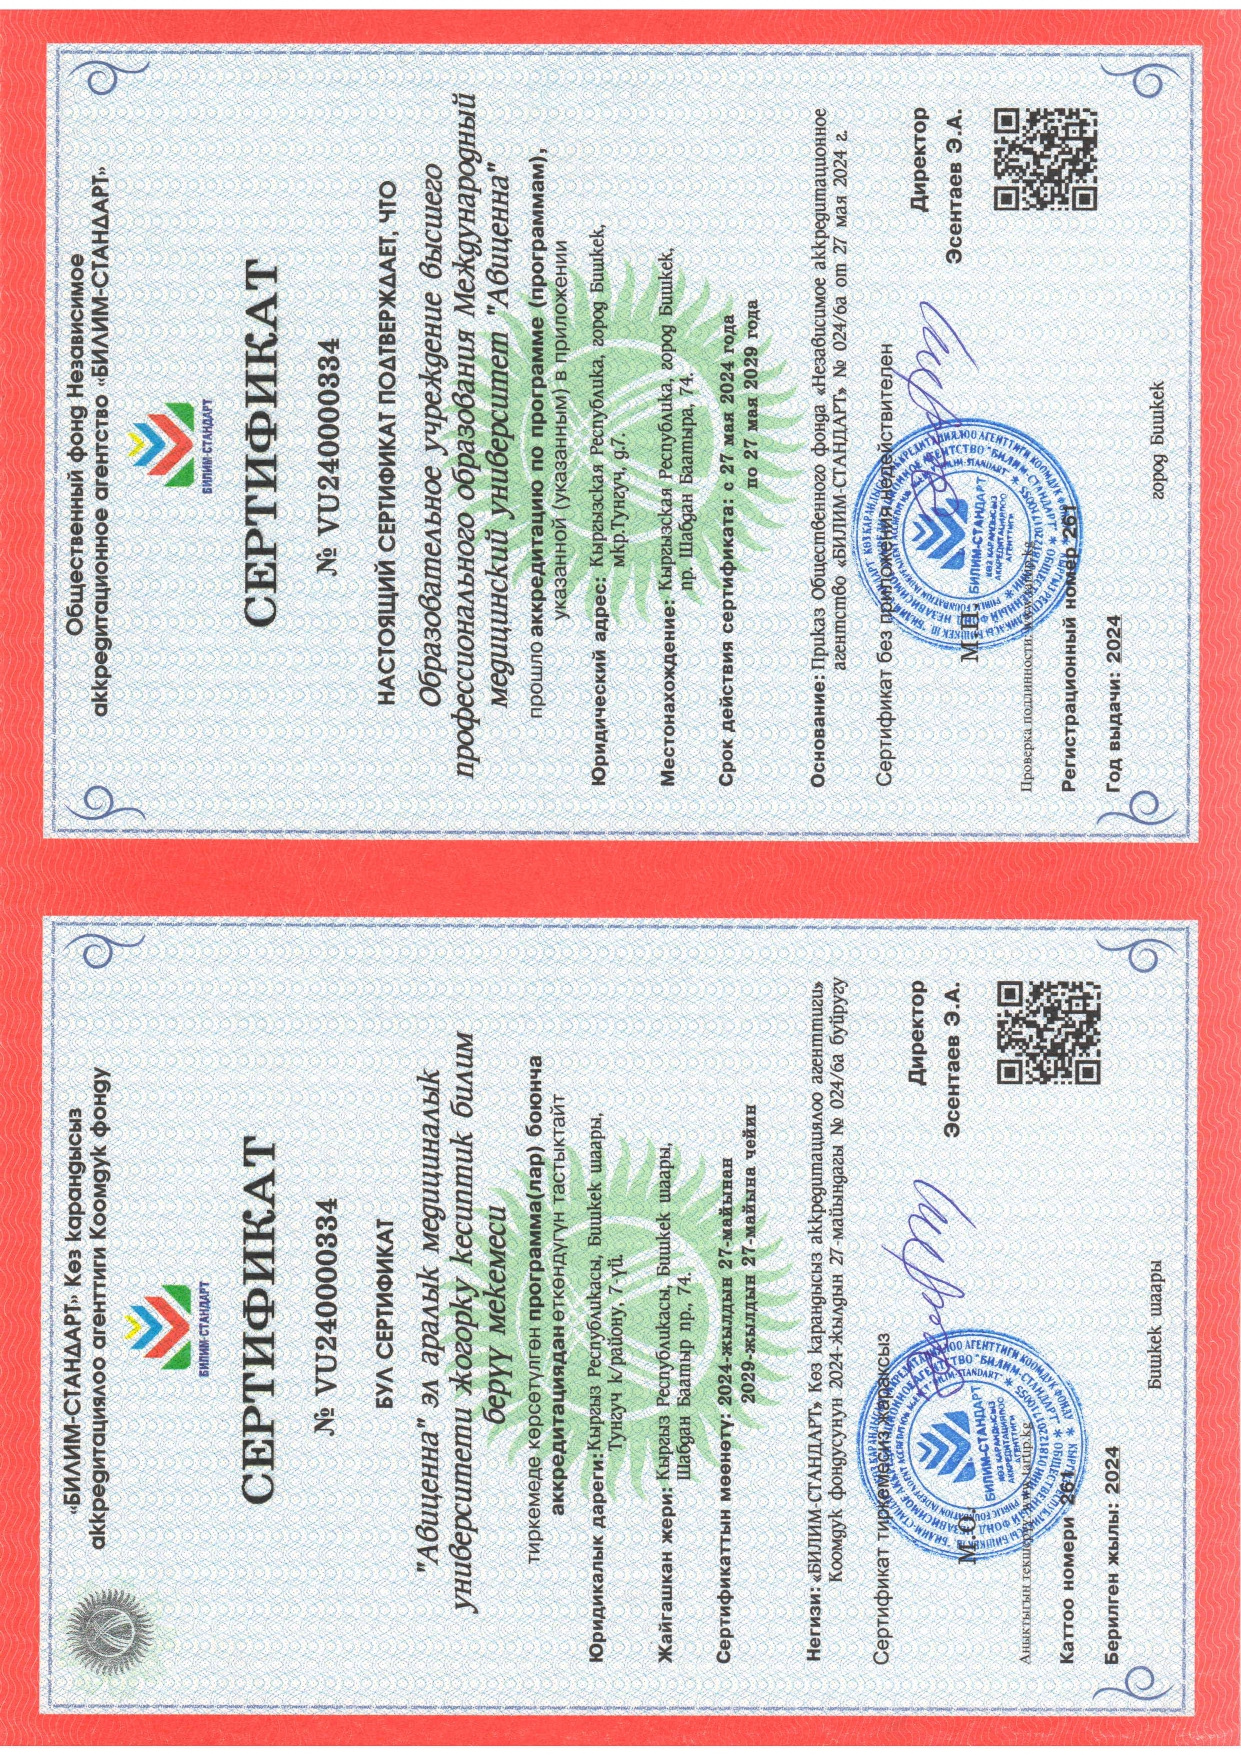 «БИЛИМ-СТАНДАРТ» Көз карандысыз
аккредитациялоо агенттиги Коомдук фонду
БИЛИМ-СТАНДАРТ
СЕРТИФИКАТ
№ VU240000334
БУЛ СЕРТИФИКАТ
"Авиценна" эл аралык медициналык
университети жогорку кесиптик билим
берүү мекемеси
тиркемеде көрсөтүлгөн программа(лар) боюнча
аккредитациядан өткөндүгүн тастыктайт
Юридикалык дареги: Кыргыз Республикасы, Бишкек шаары,
Тунгуч к/району, 7-үй.
Жайгашкан жери: Кыргыз Республикасы, Бишкек шаары,
Шабдан Баатыр пр., 74.
Сертификаттын мөөнөтү: 2024-жылдын 27-майынан
2029-жылдын 27-майына чейин
Негизи: «БИЛИМ-СТАНДАРТ» Көз карандысыз аккредитациялоо агенттиги»
Коомдук фондусунун 2024-жылдын 27-майындагы № 024/6а буйругу
Сертификат тиркемесиз жараксыз
Директор
Эсентаев Э.А.
М.О.
Аныктыгын текшерүү:
Каттоо номери 261
Берилген жылы: 2024
Бишкек шаары
Общественный фонд Независимое
аккредитационное агентство «БИЛИМ-СТАНДАРТ»
БИЛИМ-СТАНДАРТ
СЕРТИФИКАТ
№ VU240000334
НАСТОЯЩИЙ СЕРТИФИКАТ ПОДТВЕРЖДАЕТ, ЧТО
Образовательное учреждение высшего
профессионального образования Международный
медицинский университет "Авиценна"
прошло аккредитацию по программе (программам),
указанной (указанным) в приложении
Юридический адрес: Кыргызская Республика, город Бишкек,
мкр.Тунгуч, д.7.
Местонахождение: Кыргызская Республика, город Бишкек,
пр. Шабдан Баатыра, 74.
Срок действия сертификата: с 27 мая 2024 года
по 27 мая 2029 года
Основание: Приказ Общественного фонда «Независимое аккредитационное
агентство «БИЛИМ-СТАНДАРТ» № 024/6а от 27 мая 2024 г.
Сертификат без приложения недействителен
Директор
Эсентаев Э.А.
М.П.
БИЛИМ-СТАНДАРТ
КӨЗ КАРАНДЫСЫЗ
АККРЕДИТАЦИЯЛОО
АГЕНТТИГИ
Проверка подлинности:
Регистрационный номер 261
Год выдачи: 2024
город Бишкек